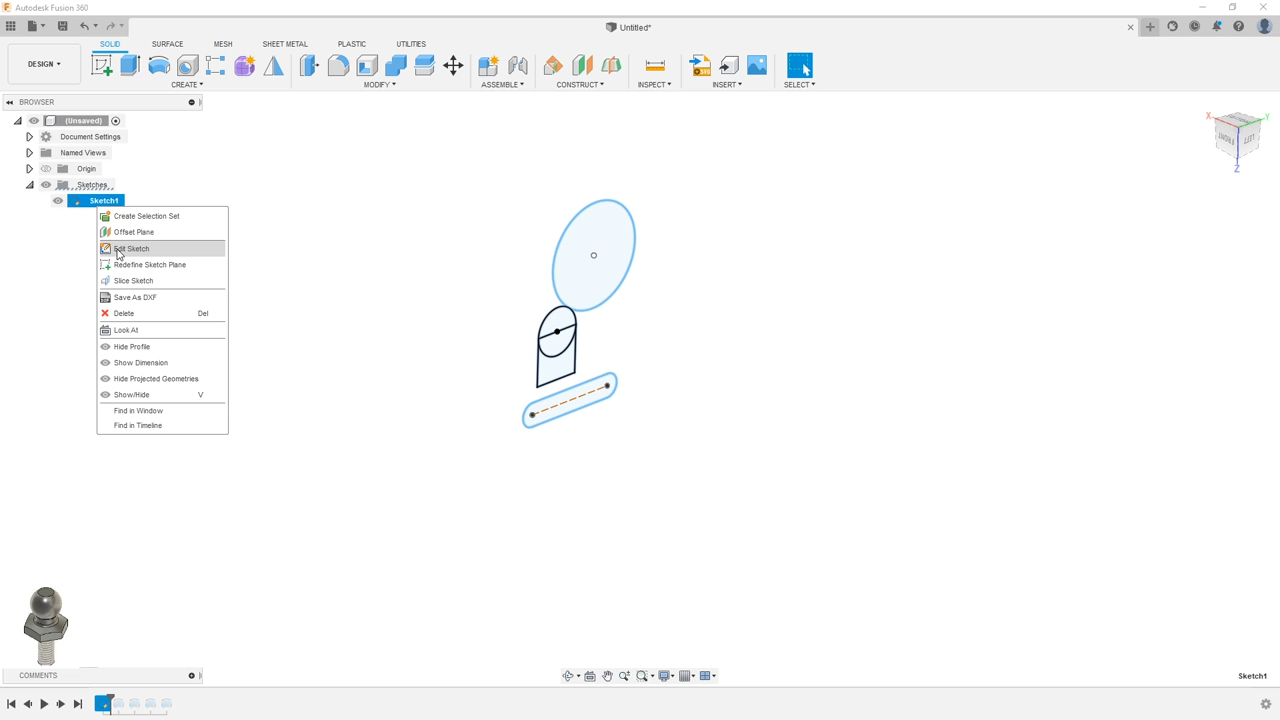 Autodesk Fusion 360
Untitled*
DESIGN
SOLID SURFACE MESH SHEET METAL PLASTIC UTILITIES
CREATE MODIFY ASSEMBLE CONSTRUCT INSPECT INSERT SELECT
BROWSER
(Unsaved)
Document Settings
Named Views
Origin
Sketches
Sketch1
Create Selection Set
Offset Plane
Edit Sketch
Redefine Sketch Plane
Slice Sketch
Save As DXF
Delete Del
Look At
Hide Profile
Show Dimension
Hide Projected Geometries
Show/Hide V
Find in Window
Find in Timeline
X Y
FRONT LEFT
Z
COMMENTS
Sketch1